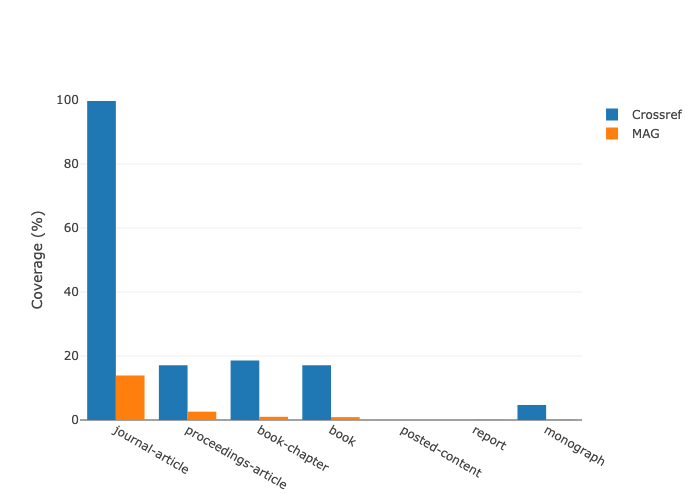 100
80
60
40
20
0
Coverage (%)
journal-article
proceedings-article
book-chapter
book
posted-content
report
monograph
Crossref
MAG